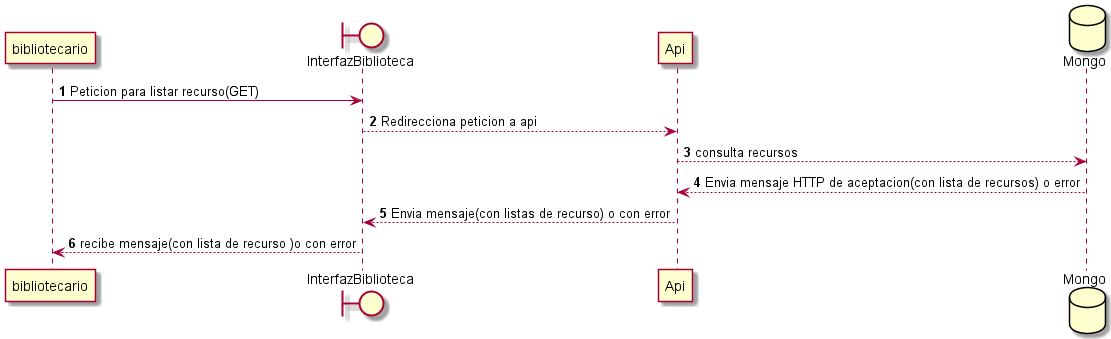 Mongo
bibliotecario
InterfazBiblioteca
Api
1 Peticion para listar recurso(GET)
2 Redirecciona peticion a api
3 consulta recursos
4 Envia mensaje HTTP de aceptacion(con lista de recursos) o error
5 Envia mensaje(con listas de recurso) o con error
6 recibe mensaje(con lista de recurso )o con error
bibliotecario
InterfazBiblioteca
Api
Mongo